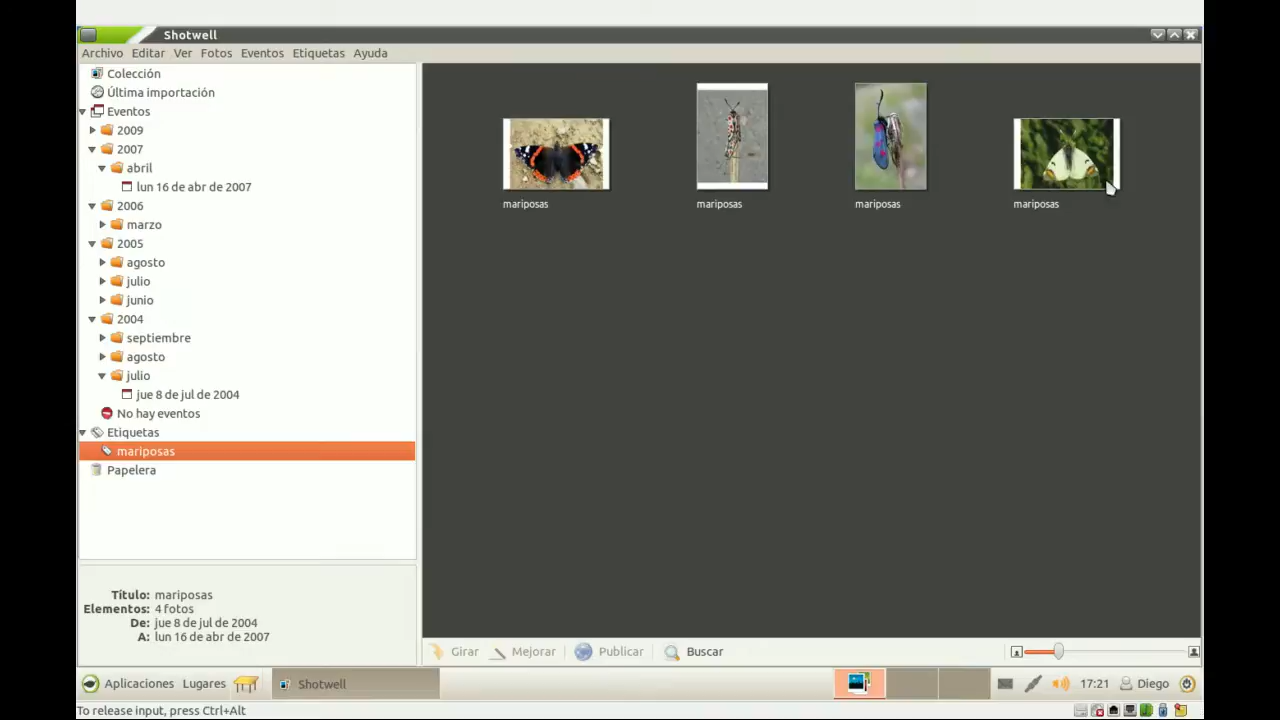 Shotwell
Archivo Editar Ver Fotos Eventos Etiquetas Ayuda
Colección
Última importación
Eventos
2009
2007
abril
lun 16 de abr de 2007
2006
marzo
2005
agosto
julio
junio
2004
septiembre
agosto
julio
jue 8 de jul de 2004
No hay eventos
Etiquetas
mariposas
Papelera
mariposas mariposas mariposas mariposas
Título: mariposas
Elementos: 4 fotos
De: jue 8 de jul de 2004
A: lun 16 de abr de 2007
Girar Mejorar Publicar Buscar
Aplicaciones Lugares Shotwell 17:21 Diego
To release input, press Ctrl+Alt